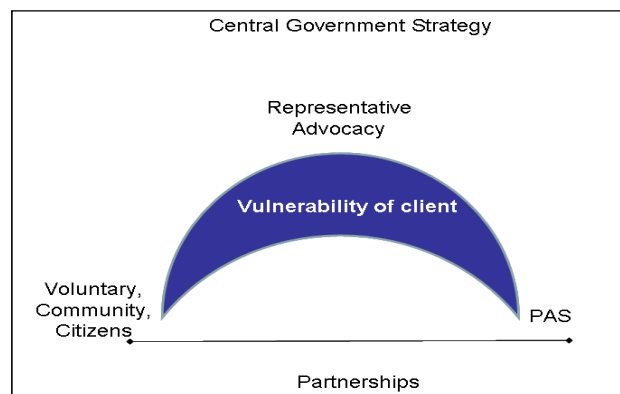 Central Government Strategy
Representative
Advocacy
Vulnerability of client
Voluntary,
Community,
Citizens
PAS
Partnerships